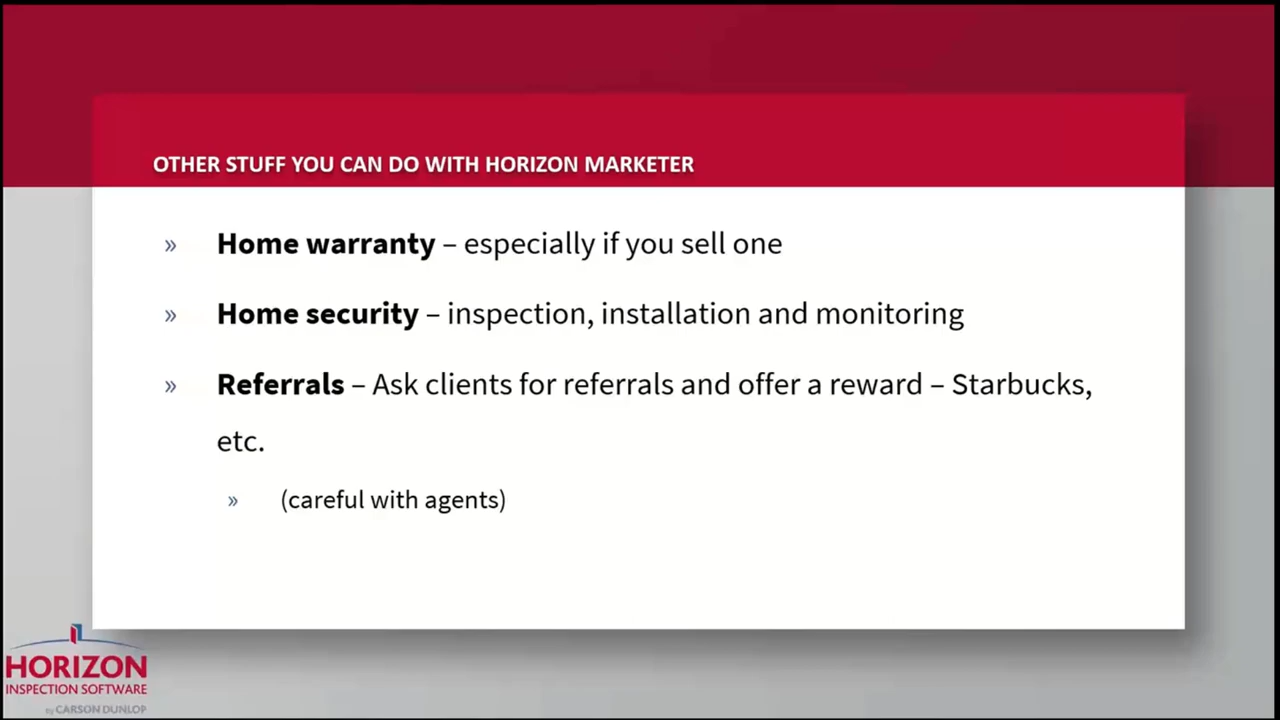 OTHER STUFF YOU CAN DO WITH HORIZON MARKETER
» Home warranty – especially if you sell one
» Home security – inspection, installation and monitoring
» Referrals – Ask clients for referrals and offer a reward – Starbucks,
etc.
» (careful with agents)
HORIZON
INSPECTION SOFTWARE
by CARSON DUNLOP